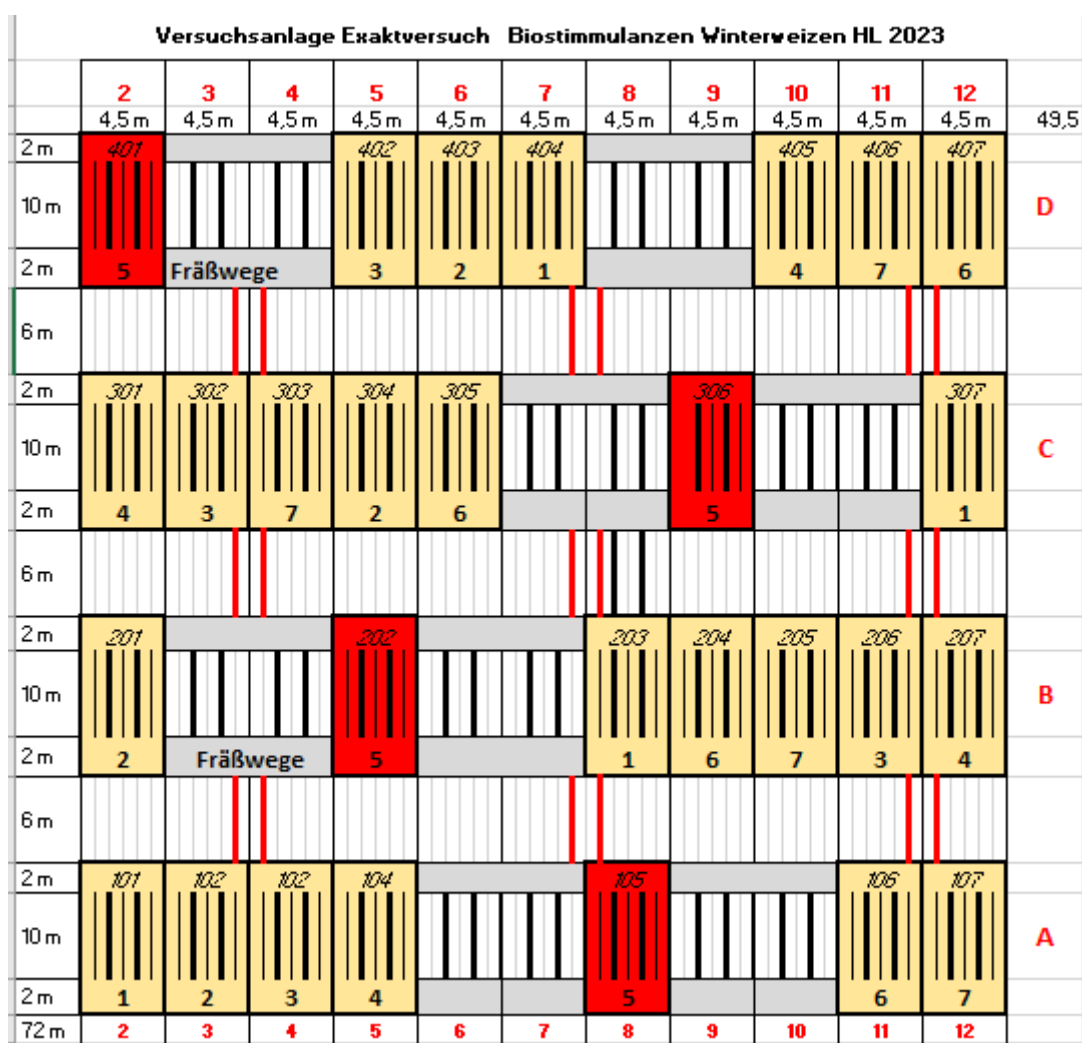 Versuchsanlage Exaktversuch Biostimmulanzen Winterweizen HL 2023
2 3 4 5 6 7 8 9 10 11 12
4,5 m 4,5 m 4,5 m 4,5 m 4,5 m 4,5 m 4,5 m 4,5 m 4,5 m 4,5 m 4,5 m 49,5
2 m 401 402 403 404 405 406 407
10 m D
2 m 5 Fräßwege 3 2 1 4 7 6
6 m
2 m 301 302 303 304 305 306 307
10 m C
2 m 4 3 7 2 6 5 1
6 m
2 m 201 202 203 204 205 206 207
10 m B
2 m 2 Fräßwege 5 1 6 7 3 4
6 m
2 m 101 102 102 104 105 106 107
10 m A
2 m 1 2 3 4 5 6 7
72 m 2 3 4 5 6 7 8 9 10 11 12